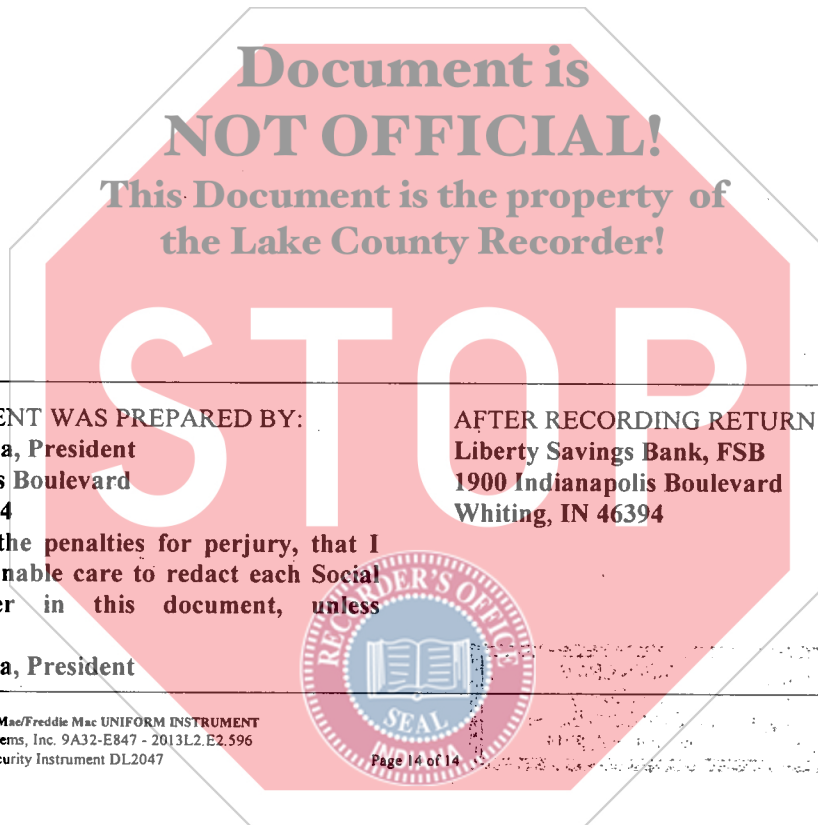 Document is
NOT OFFICIAL!
This Document is the property of
the Lake County Recorder!
STOP
ENT WAS PREPARED BY:
a, President
s Boulevard
4
the penalties for perjury, that I
nable care to redact each Social
er in this document, unless
a, President
AFTER RECORDING RETURN
Liberty Savings Bank, FSB
1900 Indianapolis Boulevard
Whiting, IN 46394
RECORDER'S OFFICE
SEAL
INDIANA
Mae/Freddie Mac UNIFORM INSTRUMENT
ems, Inc. 9A32-E847 - 2013L2.E2.596
curity Instrument DL2047
Page 14 of 14